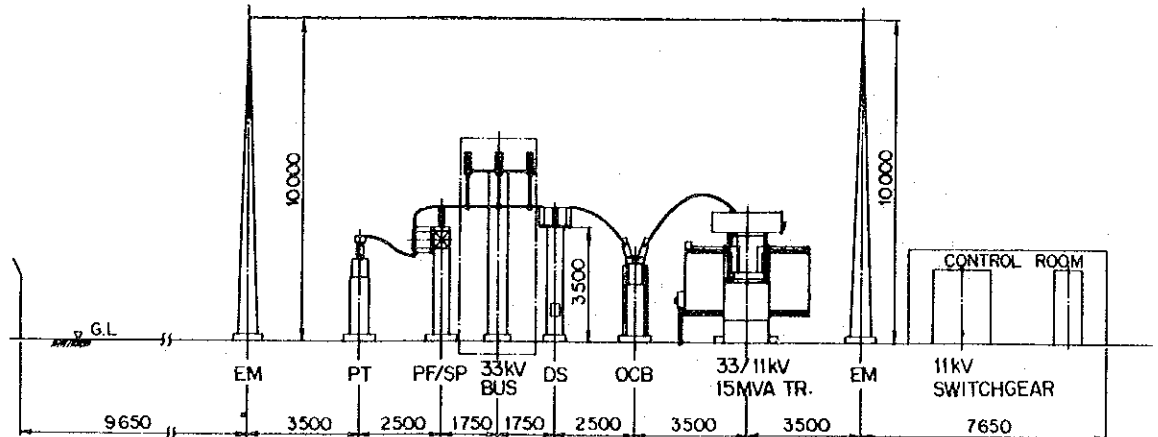 10000
10000
3500
CONTROL ROOM
G.L
EM
PT
PF/SP
33kV
BUS
DS
OCB
33/11kV
15MVA TR.
EM
11kV
SWITCHGEAR
9650
3500
2500
1750
1750
2500
3500
3500
7650